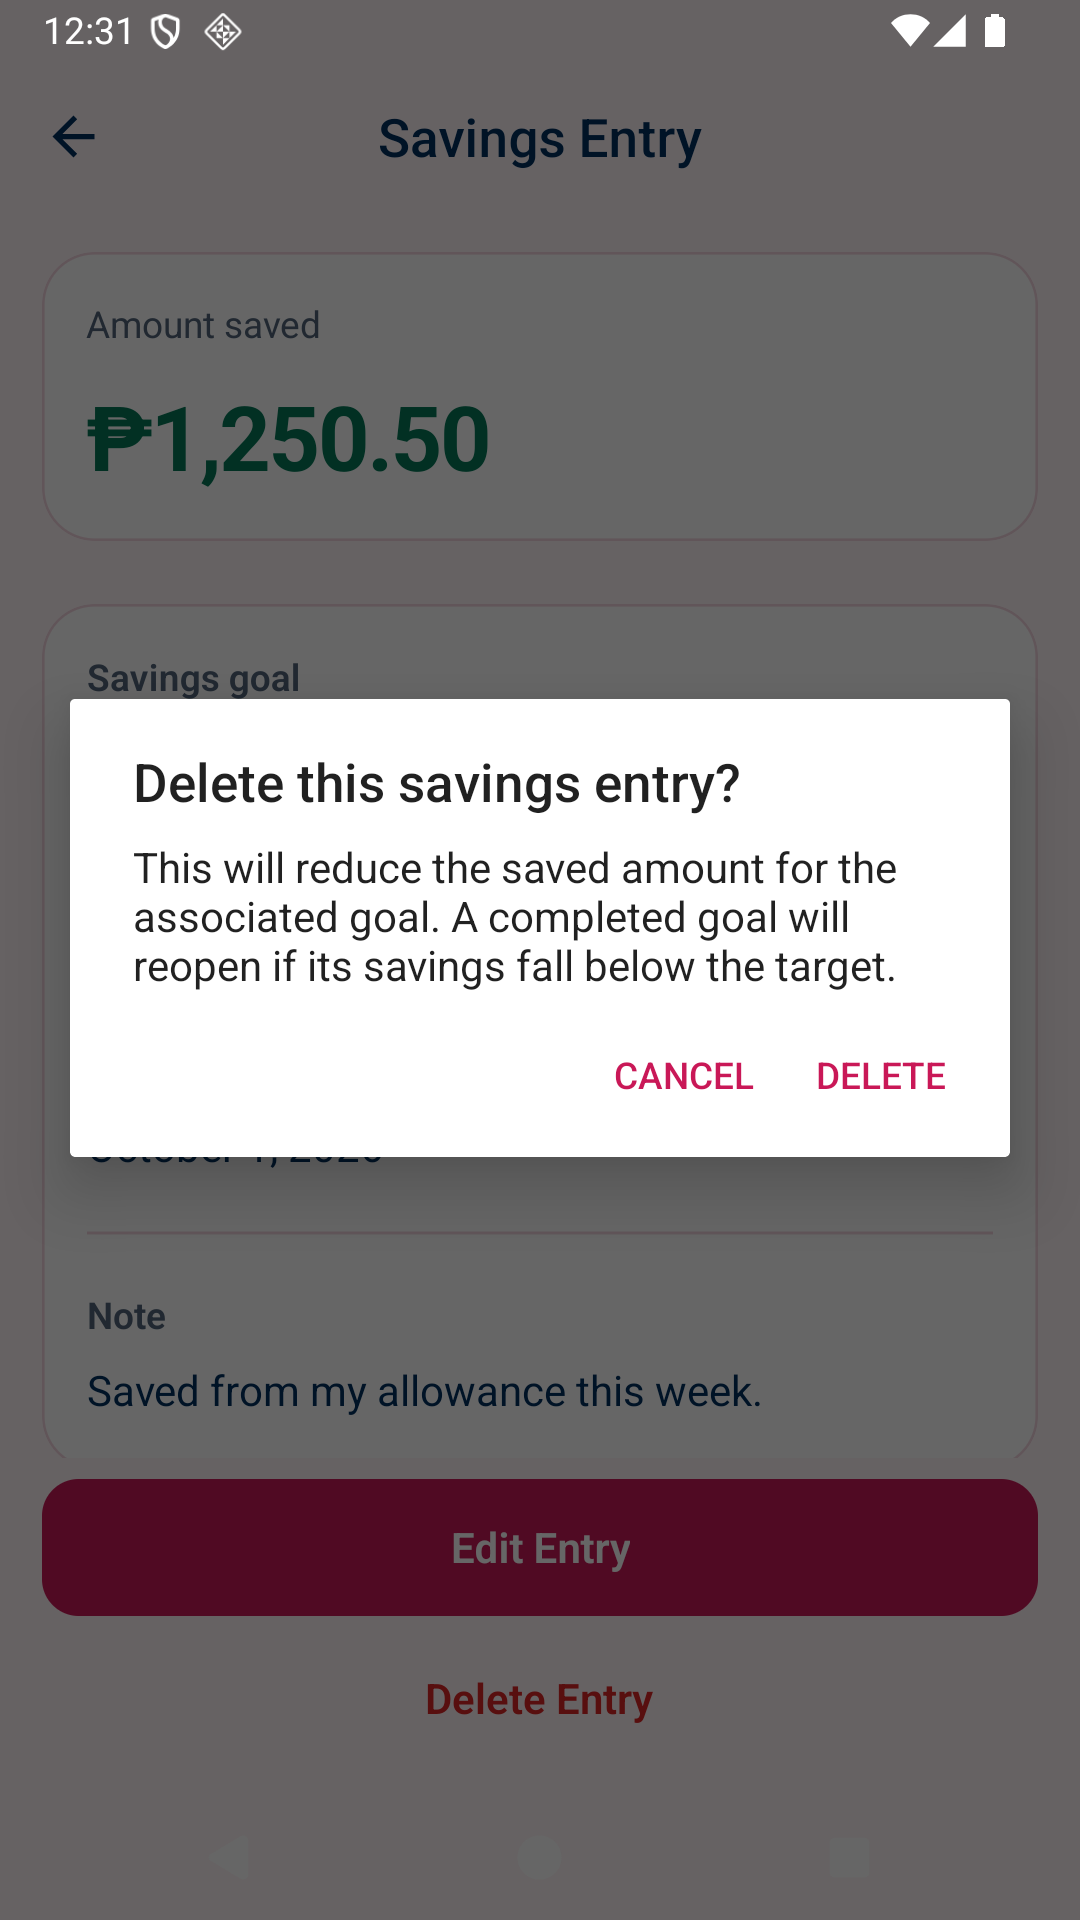 12:31
Savings Entry
Amount saved
₱1,250.50
Savings goal
Delete this savings entry?
This will reduce the saved amount for the
associated goal. A completed goal will
reopen if its savings fall below the target.
CANCEL DELETE
Note
Saved from my allowance this week.
Edit Entry
Delete Entry